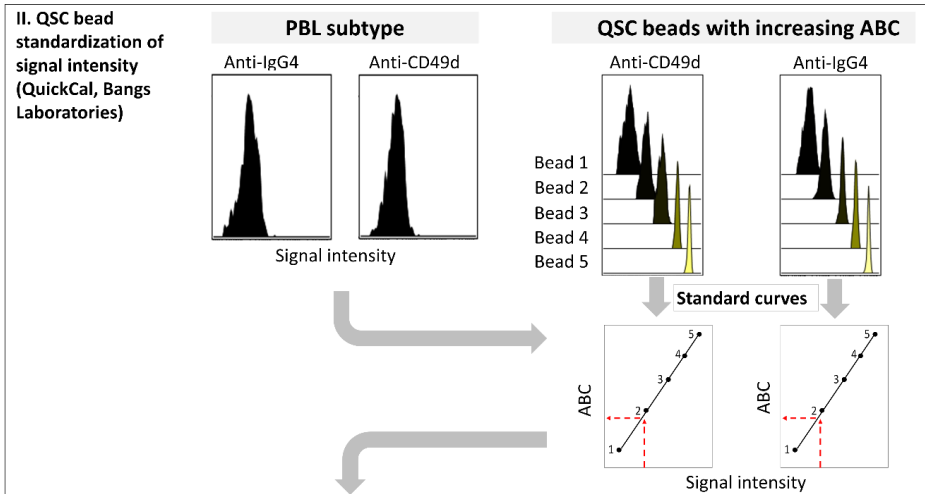 II. QSC bead
standardization of
signal intensity
(QuickCal, Bangs
Laboratories)
PBL subtype
Anti-IgG4
Anti-CD49d
Signal intensity
QSC beads with increasing ABC
Anti-CD49d
Anti-IgG4
Bead 1
Bead 2
Bead 3
Bead 4
Bead 5
Standard curves
ABC
5
4
3
2
1
ABC
5
4
3
2
1
Signal intensity